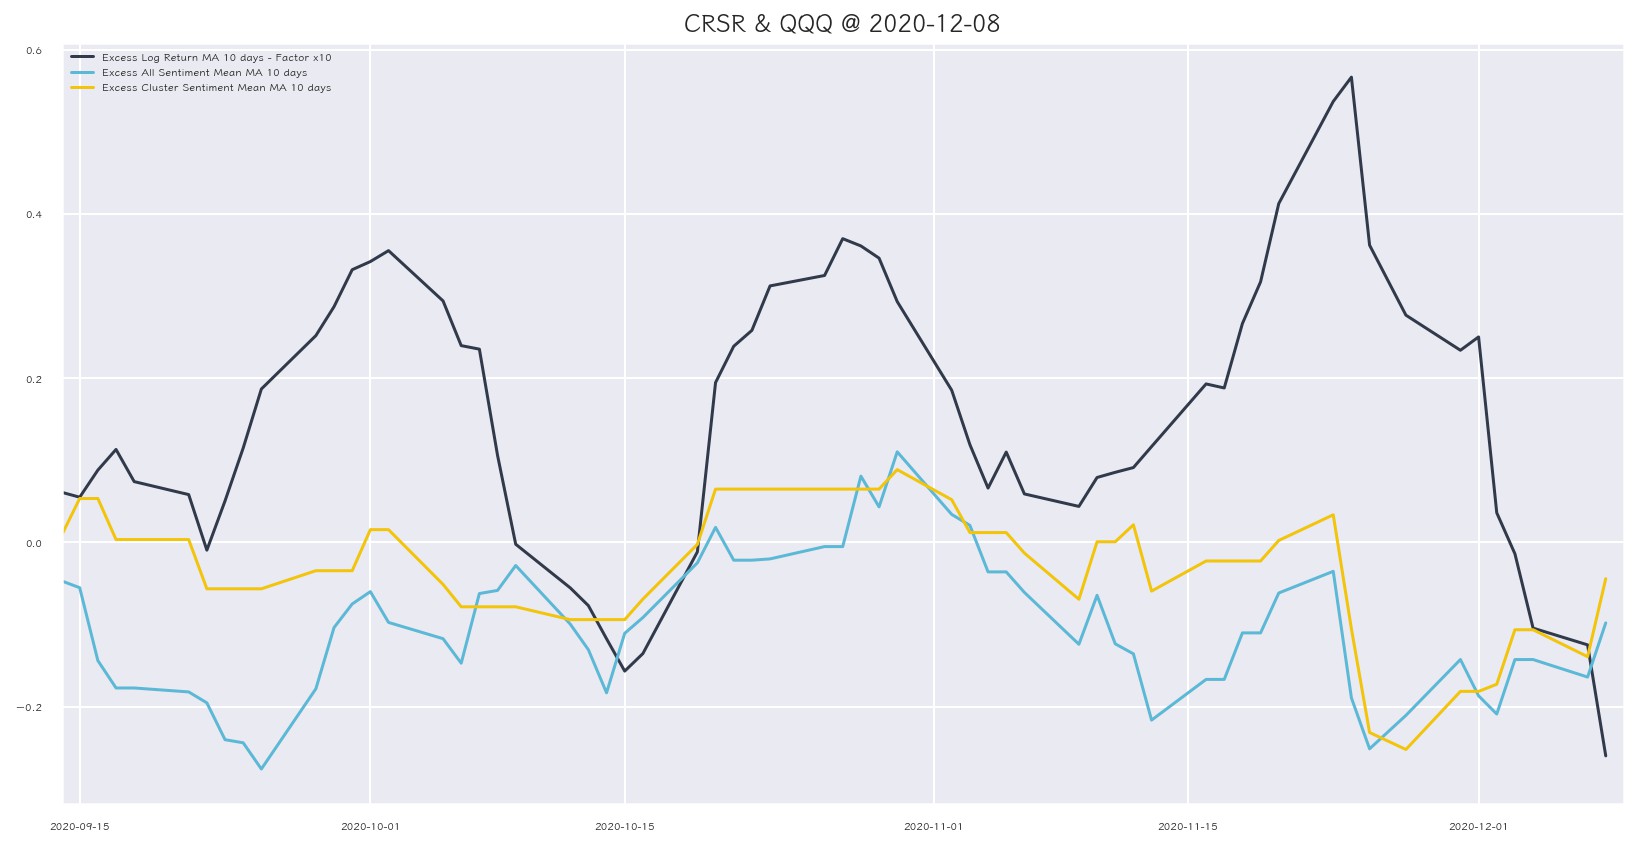 CRSR & QQQ @ 2020-12-08
0.6
Excess Log Return MA 10 days - Factor x10
Excess All Sentiment Mean MA 10 days
Excess Cluster Sentiment Mean MA 10 days
0.4
0.2
0.0
−0.2
2020-09-15 2020-10-01 2020-10-15 2020-11-01 2020-11-15 2020-12-01